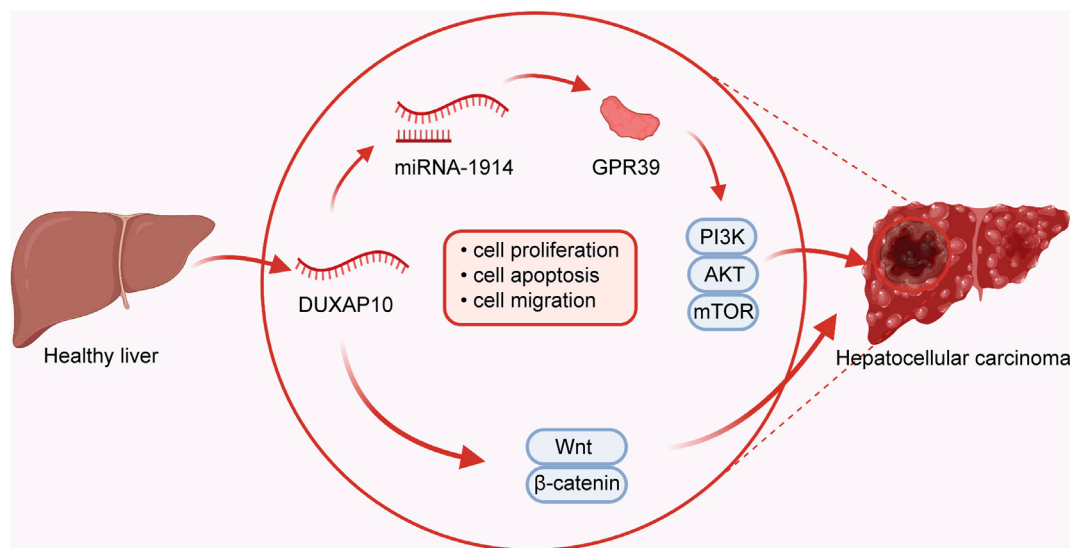 miRNA-1914
GPR39
PI3K
AKT
mTOR
• cell proliferation
• cell apoptosis
• cell migration
DUXAP10
Healthy liver
Hepatocellular carcinoma
Wnt
β-catenin